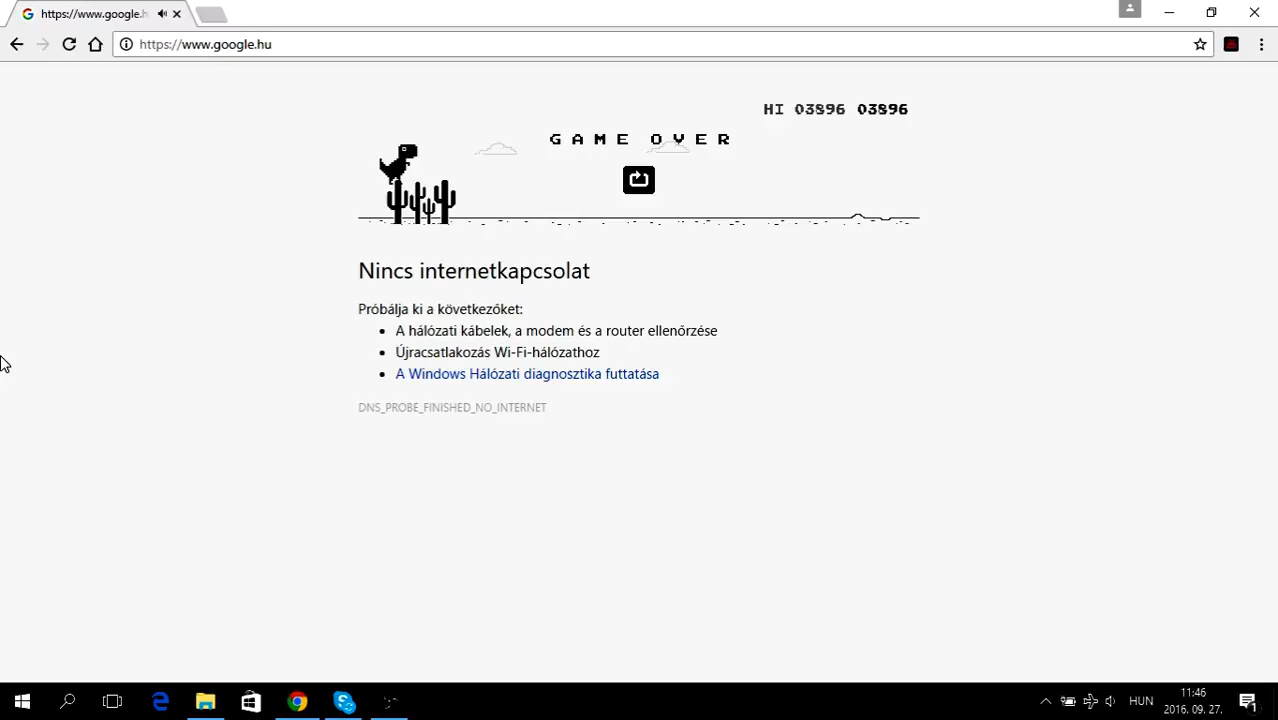 https://www.google.h
https://www.google.hu
HI 03896 03896
GAME OVER
Nincs internetkapcsolat
Próbálja ki a következőket:
A hálózati kábelek, a modem és a router ellenőrzése
Újracsatlakozás Wi-Fi-hálózathoz
A Windows Hálózati diagnosztika futtatása
DNS_PROBE_FINISHED_NO_INTERNET
HUN
11:46
2016. 09. 27.
1